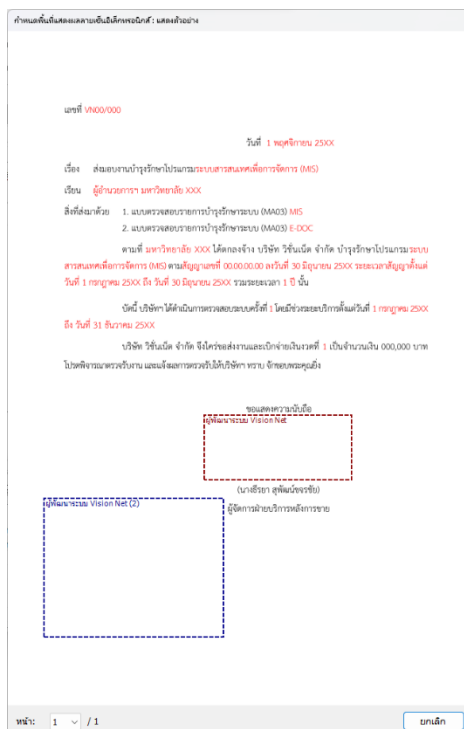 กำหนดพื้นที่แสดงผลลายเซ็นอิเล็กทรอนิกส์ : แสดงตัวอย่าง
เลขที่ VN00/000
วันที่ 1 พฤศจิกายน 25XX
เรื่อง ส่งมอบงานบำรุงรักษาโปรแกรมระบบสารสนเทศเพื่อการจัดการ (MIS)
เรียน ผู้อำนวยการฯ มหาวิทยาลัย XXX
สิ่งที่ส่งมาด้วย 1. แบบตรวจสอบรายการบำรุงรักษาระบบ (MA03) MIS
2. แบบตรวจสอบรายการบำรุงรักษาระบบ (MA03) E-DOC
ตามที่ มหาวิทยาลัย XXX ได้ตกลงจ้าง บริษัท วิชั่นเน็ต จำกัด บำรุงรักษาโปรแกรมระบบ
สารสนเทศเพื่อการจัดการ (MIS) ตามสัญญาเลขที่ 00.00.00.00 ลงวันที่ 30 มิถุนายน 25XX ระยะเวลาสัญญาตั้งแต่
วันที่ 1 กรกฎาคม 25XX ถึง วันที่ 30 มิถุนายน 25XX รวมระยะเวลา 1 ปี นั้น
บัดนี้ บริษัทฯ ได้ดำเนินการตรวจสอบระบบครั้งที่ 1 โดยมีช่วงระยะบริการตั้งแต่วันที่ 1 กรกฎาคม 25XX
ถึง วันที่ 31 ธันวาคม 25XX
บริษัท วิชั่นเน็ต จำกัด จึงใคร่ขอส่งงานและเบิกจ่ายเงินงวดที่ 1 เป็นจำนวนเงิน 000,000 บาท
โปรดพิจารณาตรวจรับงาน และแจ้งผลการตรวจรับให้บริษัทฯ ทราบ จักขอบพระคุณยิ่ง
ขอแสดงความนับถือ
ผู้พัฒนาระบบ Vision Net
(นางธีรยา สุพัฒน์ขจรชัย)
ผู้จัดการฝ่ายบริการหลังการขาย
ผู้พัฒนาระบบ Vision Net (2)
หน้า: 1 / 1
ยกเลิก